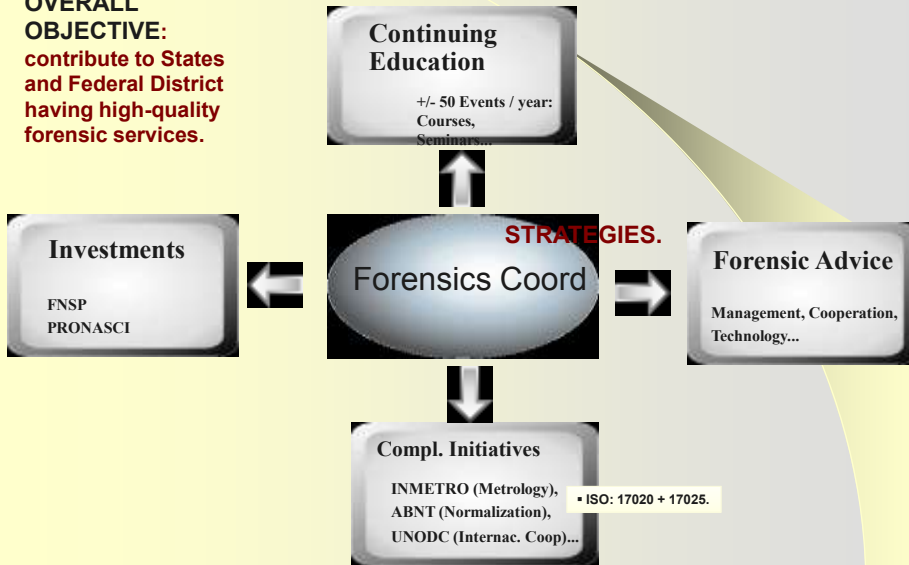 OVERALL
OBJECTIVE:
contribute to States
and Federal District
having high-quality
forensic services.
Continuing
Education
+/- 50 Events / year:
Courses,
Seminars...
STRATEGIES.
Investments
FNSP
PRONASCI
Forensics Coord
Forensic Advice
Management, Cooperation,
Technology...
Compl. Initiatives
INMETRO (Metrology),
ABNT (Normalization),
UNODC (Internac. Coop)...
▪ ISO: 17020 + 17025.